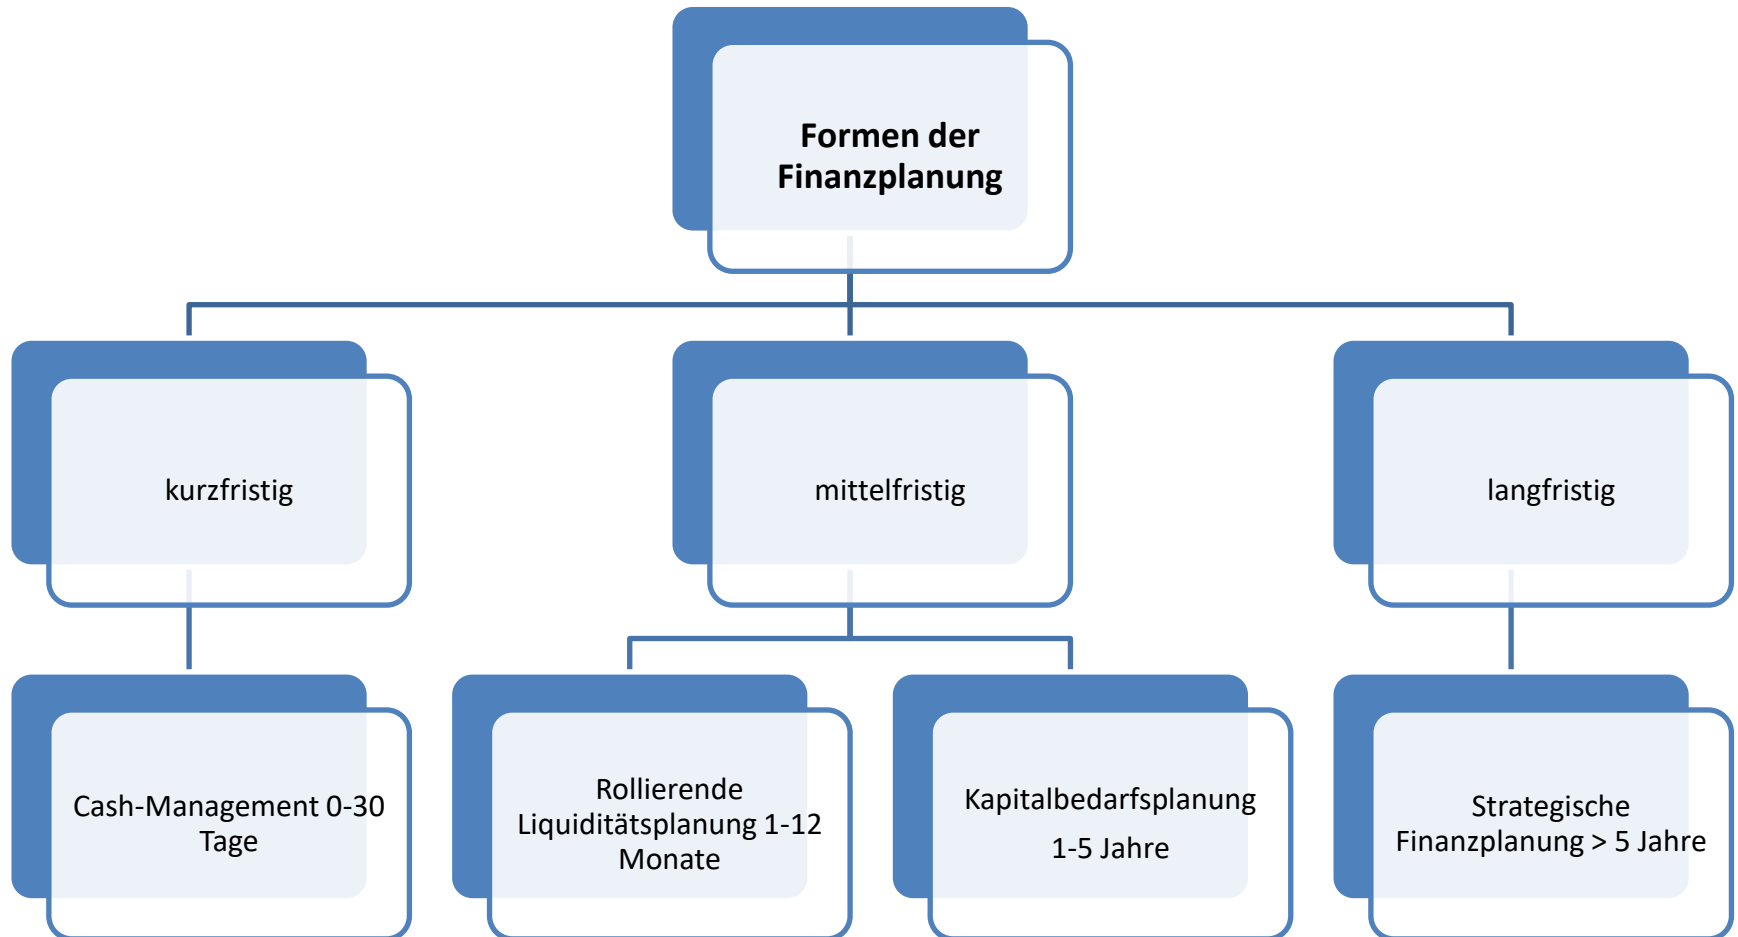 Formen der
Finanzplanung
kurzfristig
mittelfristig
langfristig
Cash-Management 0-30
Tage
Rollierende
Liquiditätsplanung 1-12
Monate
Kapitalbedarfsplanung
1-5 Jahre
Strategische
Finanzplanung > 5 Jahre